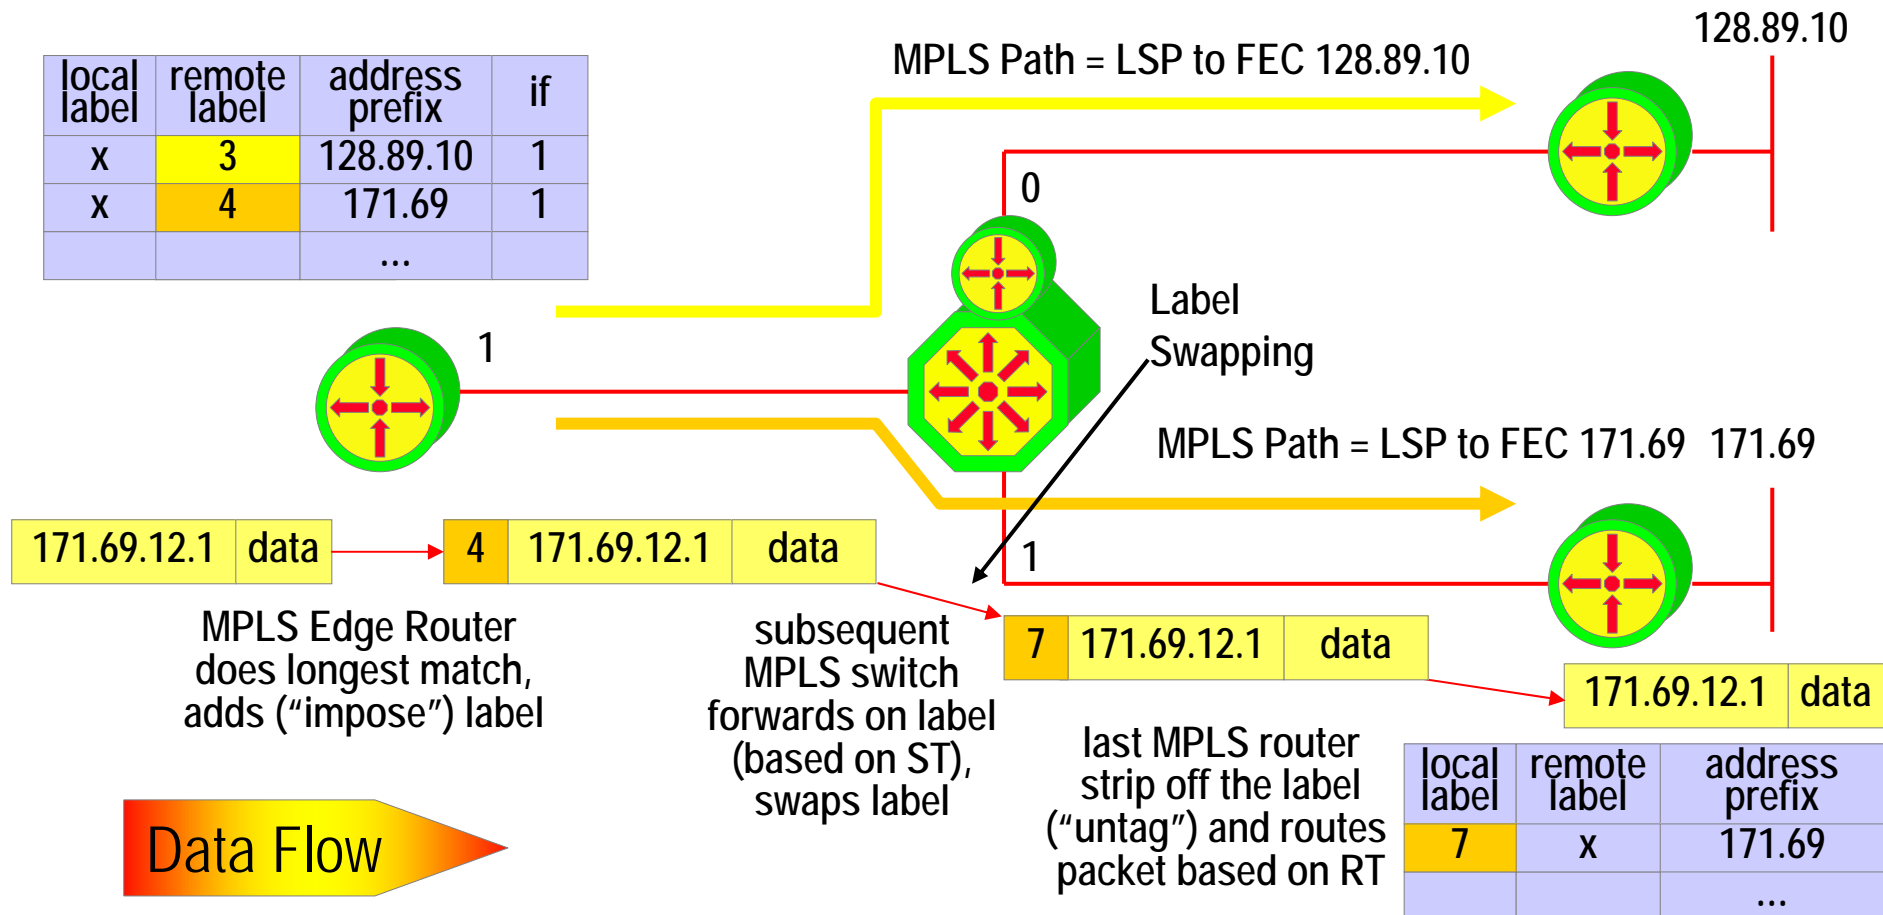 128.89.10
MPLS Path = LSP to FEC 128.89.10
local label remote label address prefix if
x 3 128.89.10 1
x 4 171.69 1
...
0
1
Label
Swapping
MPLS Path = LSP to FEC 171.69 171.69
1
171.69.12.1 data
4 171.69.12.1 data
7 171.69.12.1 data
171.69.12.1 data
MPLS Edge Router
does longest match,
adds (“impose”) label
subsequent
MPLS switch
forwards on label
(based on ST),
swaps label
last MPLS router
strip off the label
(“untag”) and routes
packet based on RT
local label remote label address prefix
7 x 171.69
...
Data Flow